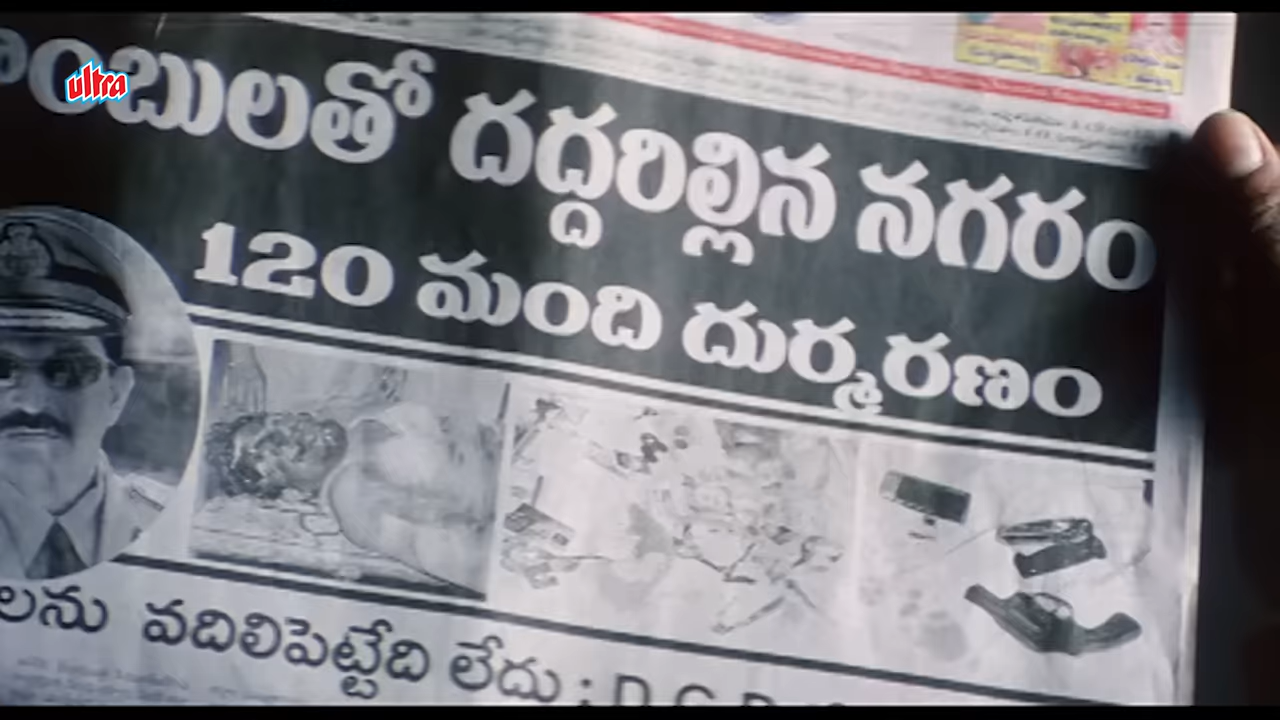 ultra
ంబులతో దద్దరిల్లిన నగరం
120 మంది దుర్మరణం
లను వదిలిపెట్టేది లేదు : D.C.P